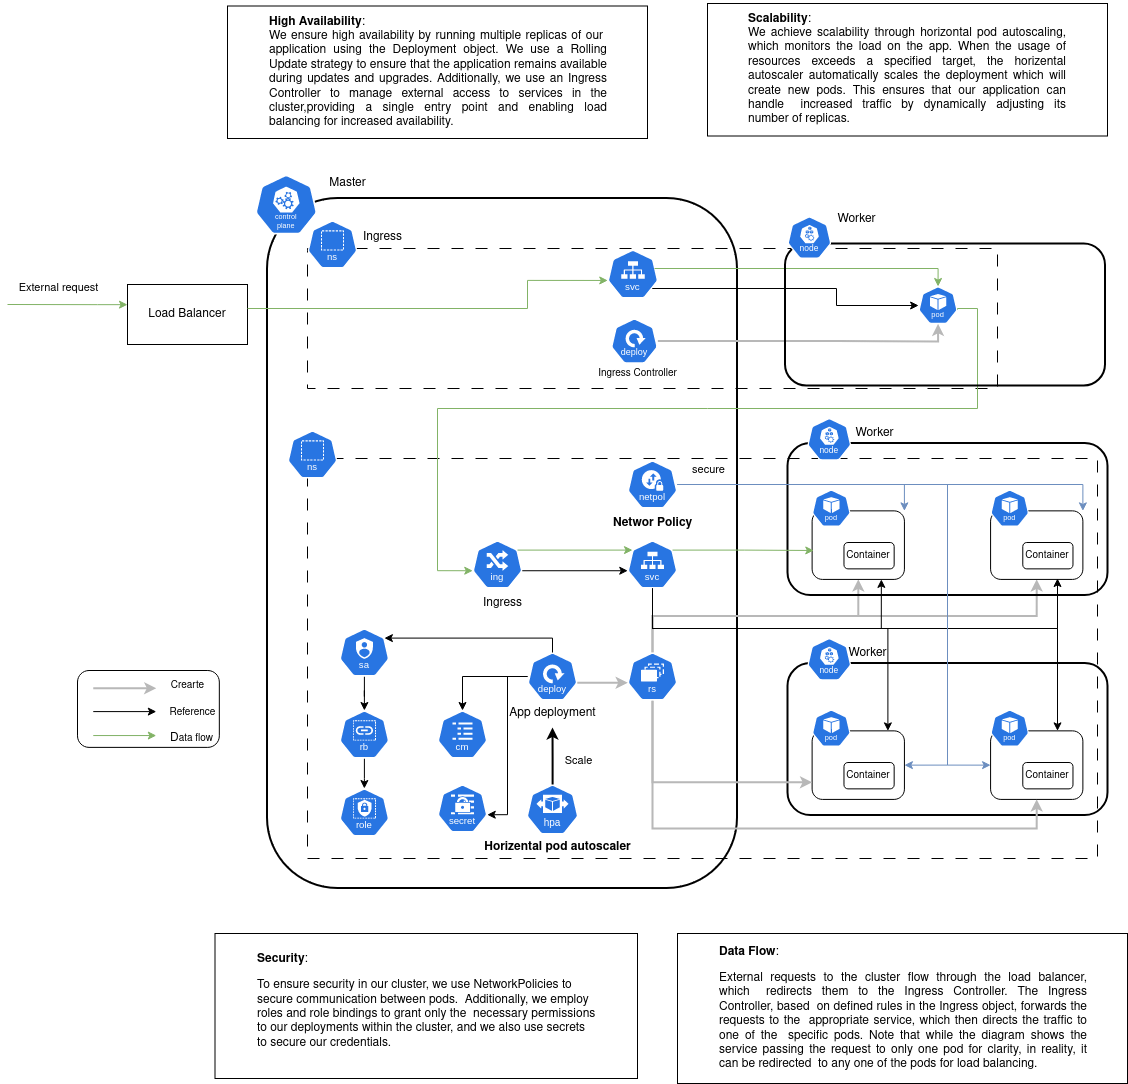 High Availability:
We ensure high availability by running multiple replicas of our
application using the Deployment object. We use a Rolling
Update strategy to ensure that the application remains available
during updates and upgrades. Additionally, we use an Ingress
Controller to manage external access to services in the
cluster,providing a single entry point and enabling load
balancing for increased availability.
Scalability:
We achieve scalability through horizontal pod autoscaling,
which monitors the load on the app. When the usage of
resources exceeds a specified target, the horizental
autoscaler automatically scales the deployment which will
create new pods. This ensures that our application can
handle increased traffic by dynamically adjusting its
number of replicas.
Master
control
plane
ns
Ingress
Worker
node
External request
Load Balancer
svc
pod
deploy
Ingress Controller
ns
Worker
node
netpol
secure
Networ Policy
pod
pod
Container
Container
ing
Ingress
svc
sa
deploy
App deployment
rs
Worker
node
Crearte
Reference
Data flow
rb
cm
Scale
pod
pod
Container
Container
role
secret
hpa
Horizental pod autoscaler
Security:
To ensure security in our cluster, we use NetworkPolicies to
secure communication between pods. Additionally, we employ
roles and role bindings to grant only the necessary permissions
to our deployments within the cluster, and we also use secrets
to secure our credentials.
Data Flow:
External requests to the cluster flow through the load balancer,
which redirects them to the Ingress Controller. The Ingress
Controller, based on defined rules in the Ingress object, forwards the
requests to the appropriate service, which then directs the traffic to
one of the specific pods. Note that while the diagram shows the
service passing the request to only one pod for clarity, in reality, it
can be redirected to any one of the pods for load balancing.